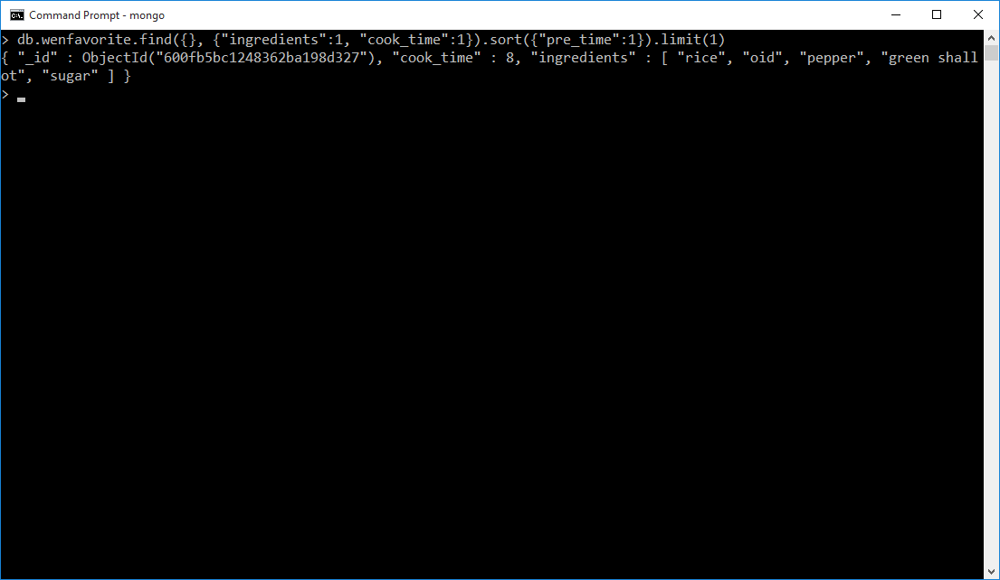 Command Prompt - mongo
> db.wenfavorite.find({}, {"ingredients":1, "cook_time":1}).sort({"pre_time":1}).limit(1)
{ "_id" : ObjectId("600fb5bc1248362ba198d327"), "cook_time" : 8, "ingredients" : [ "rice", "oid", "pepper", "green shall
ot", "sugar" ] }
>